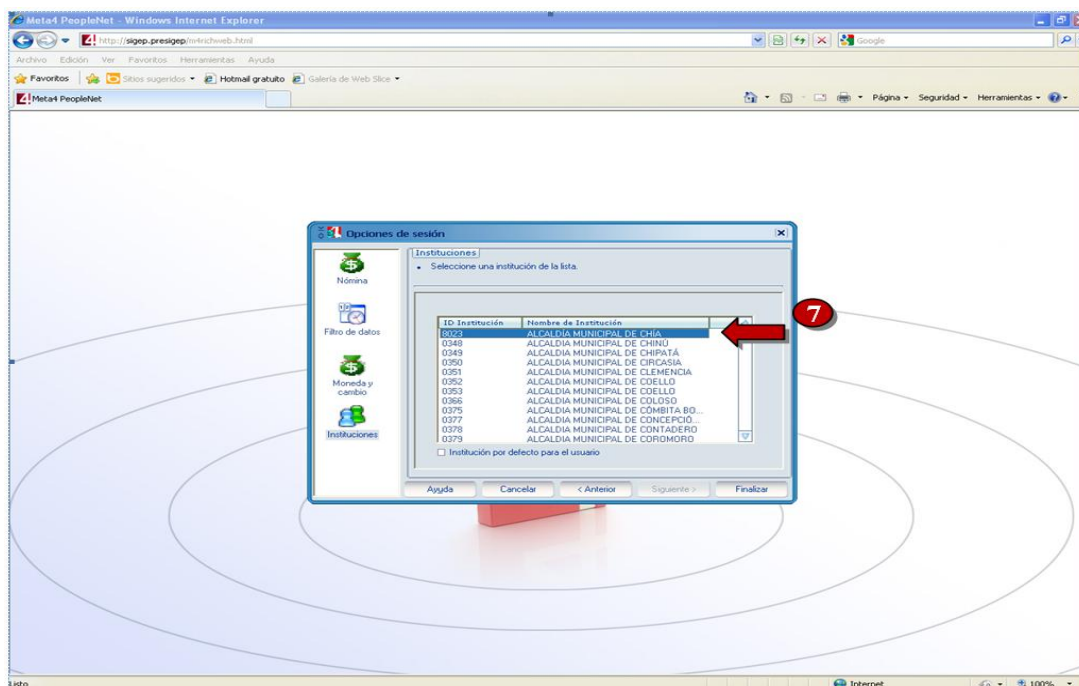 Meta4 PeopleNet - Windows Internet Explorer
http://sigep.presigep/m4richweb.html
Google
Archivo Edición Ver Favoritos Herramientas Ayuda
Favoritos Sitios sugeridos Hotmail gratuito Galería de Web Slice
Meta4 PeopleNet
Página Seguridad Herramientas
Opciones de sesión
Nómina
Filtro de datos
Moneda y cambio
Instituciones
Instituciones
Seleccione una institución de la lista.
ID Institución Nombre de Institución
8023 ALCALDÍA MUNICIPAL DE CHÍA
0348 ALCALDIA MUNICIPAL DE CHINÚ
0349 ALCALDIA MUNICIPAL DE CHIPATÁ
0350 ALCALDIA MUNICIPAL DE CIRCASIA
0351 ALCALDIA MUNICIPAL DE CLEMENCIA
0352 ALCALDIA MUNICIPAL DE COELLO
0353 ALCALDIA MUNICIPAL DE COELLO
0366 ALCALDIA MUNICIPAL DE COLOSO
0375 ALCALDIA MUNICIPAL DE CÓMBITA BO...
0377 ALCALDIA MUNICIPAL DE CONCEPCIÓ...
0378 ALCALDIA MUNICIPAL DE CONTADERO
0379 ALCALDIA MUNICIPAL DE COROMORO
7
Institución por defecto para el usuario
Ayuda Cancelar < Anterior Siguiente > Finalizar
Listo Internet 100%